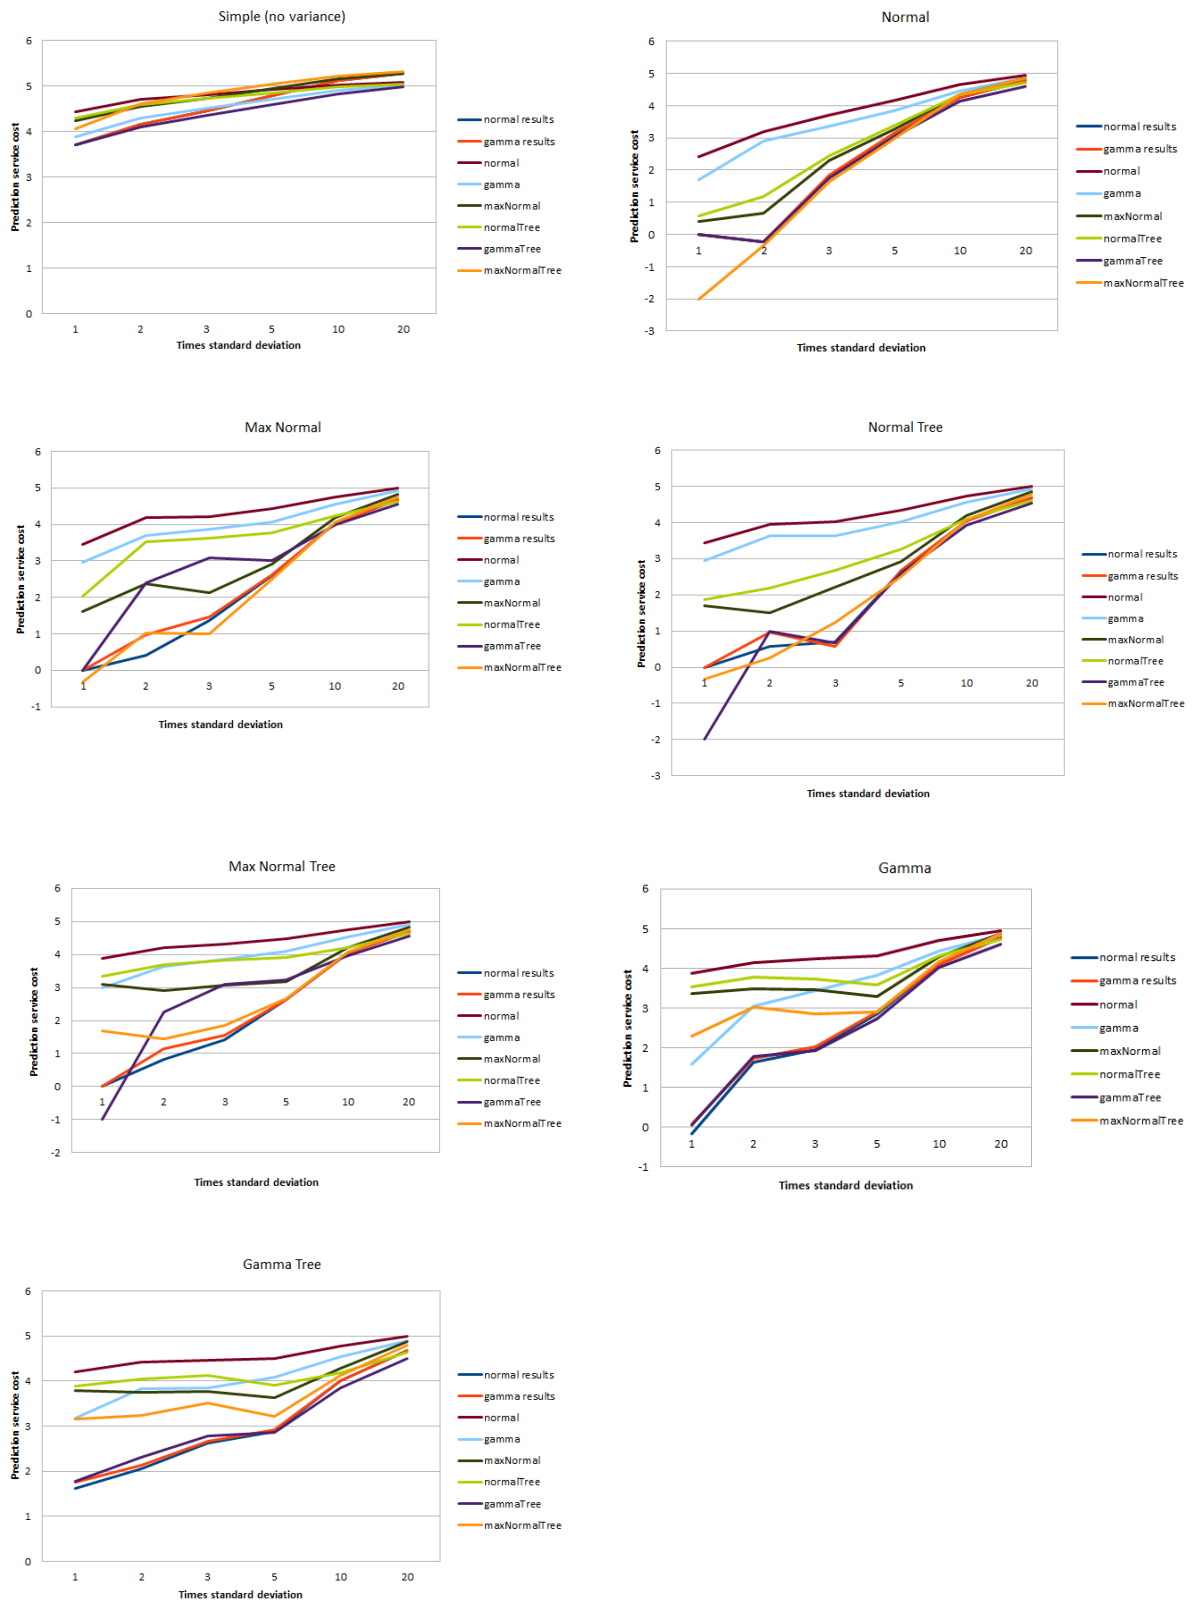 Simple (no variance)
6
5
4
3
2
1
0
Prediction service cost
1 2 3 5 10 20
Times standard deviation
normal results
gamma results
normal
gamma
maxNormal
normalTree
gammaTree
maxNormalTree
Normal
6
5
4
3
2
1
0
-1
-2
-3
Prediction service cost
1 2 3 5 10 20
Times standard deviation
normal results
gamma results
normal
gamma
maxNormal
normalTree
gammaTree
maxNormalTree
Max Normal
6
5
4
3
2
1
0
-1
Prediction service cost
1 2 3 5 10 20
Times standard deviation
normal results
gamma results
normal
gamma
maxNormal
normalTree
gammaTree
maxNormalTree
Normal Tree
6
5
4
3
2
1
0
-1
-2
-3
Prediction service cost
1 2 3 5 10 20
Times standard deviation
normal results
gamma results
normal
gamma
maxNormal
normalTree
gammaTree
maxNormalTree
Max Normal Tree
6
5
4
3
2
1
0
-1
-2
Prediction service cost
1 2 3 5 10 20
Times standard deviation
normal results
gamma results
normal
gamma
maxNormal
normalTree
gammaTree
maxNormalTree
Gamma
6
5
4
3
2
1
0
-1
Prediction service cost
1 2 3 5 10 20
Times standard deviation
normal results
gamma results
normal
gamma
maxNormal
normalTree
gammaTree
maxNormalTree
Gamma Tree
6
5
4
3
2
1
0
Prediction service cost
1 2 3 5 10 20
Times standard deviation
normal results
gamma results
normal
gamma
maxNormal
normalTree
gammaTree
maxNormalTree